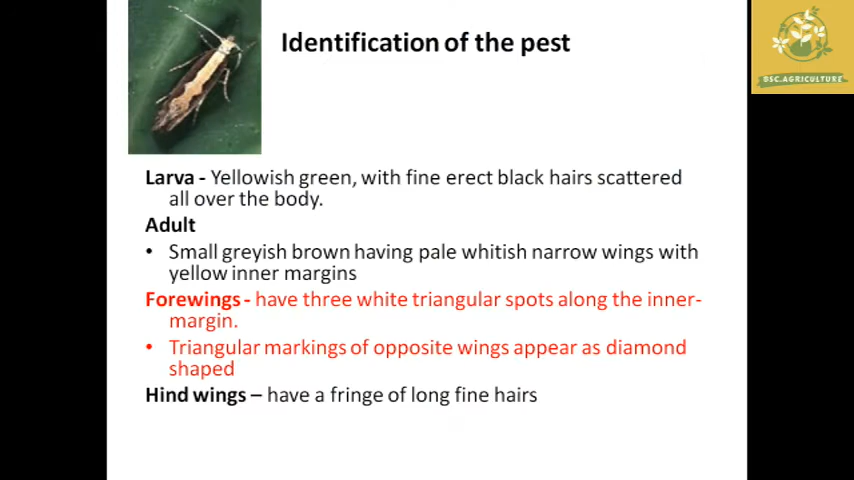 Identification of the pest
BSC.AGRICULTURE
Larva - Yellowish green, with fine erect black hairs scattered
all over the body.
Adult
• Small greyish brown having pale whitish narrow wings with
yellow inner margins
Forewings - have three white triangular spots along the inner-
margin.
• Triangular markings of opposite wings appear as diamond
shaped
Hind wings – have a fringe of long fine hairs